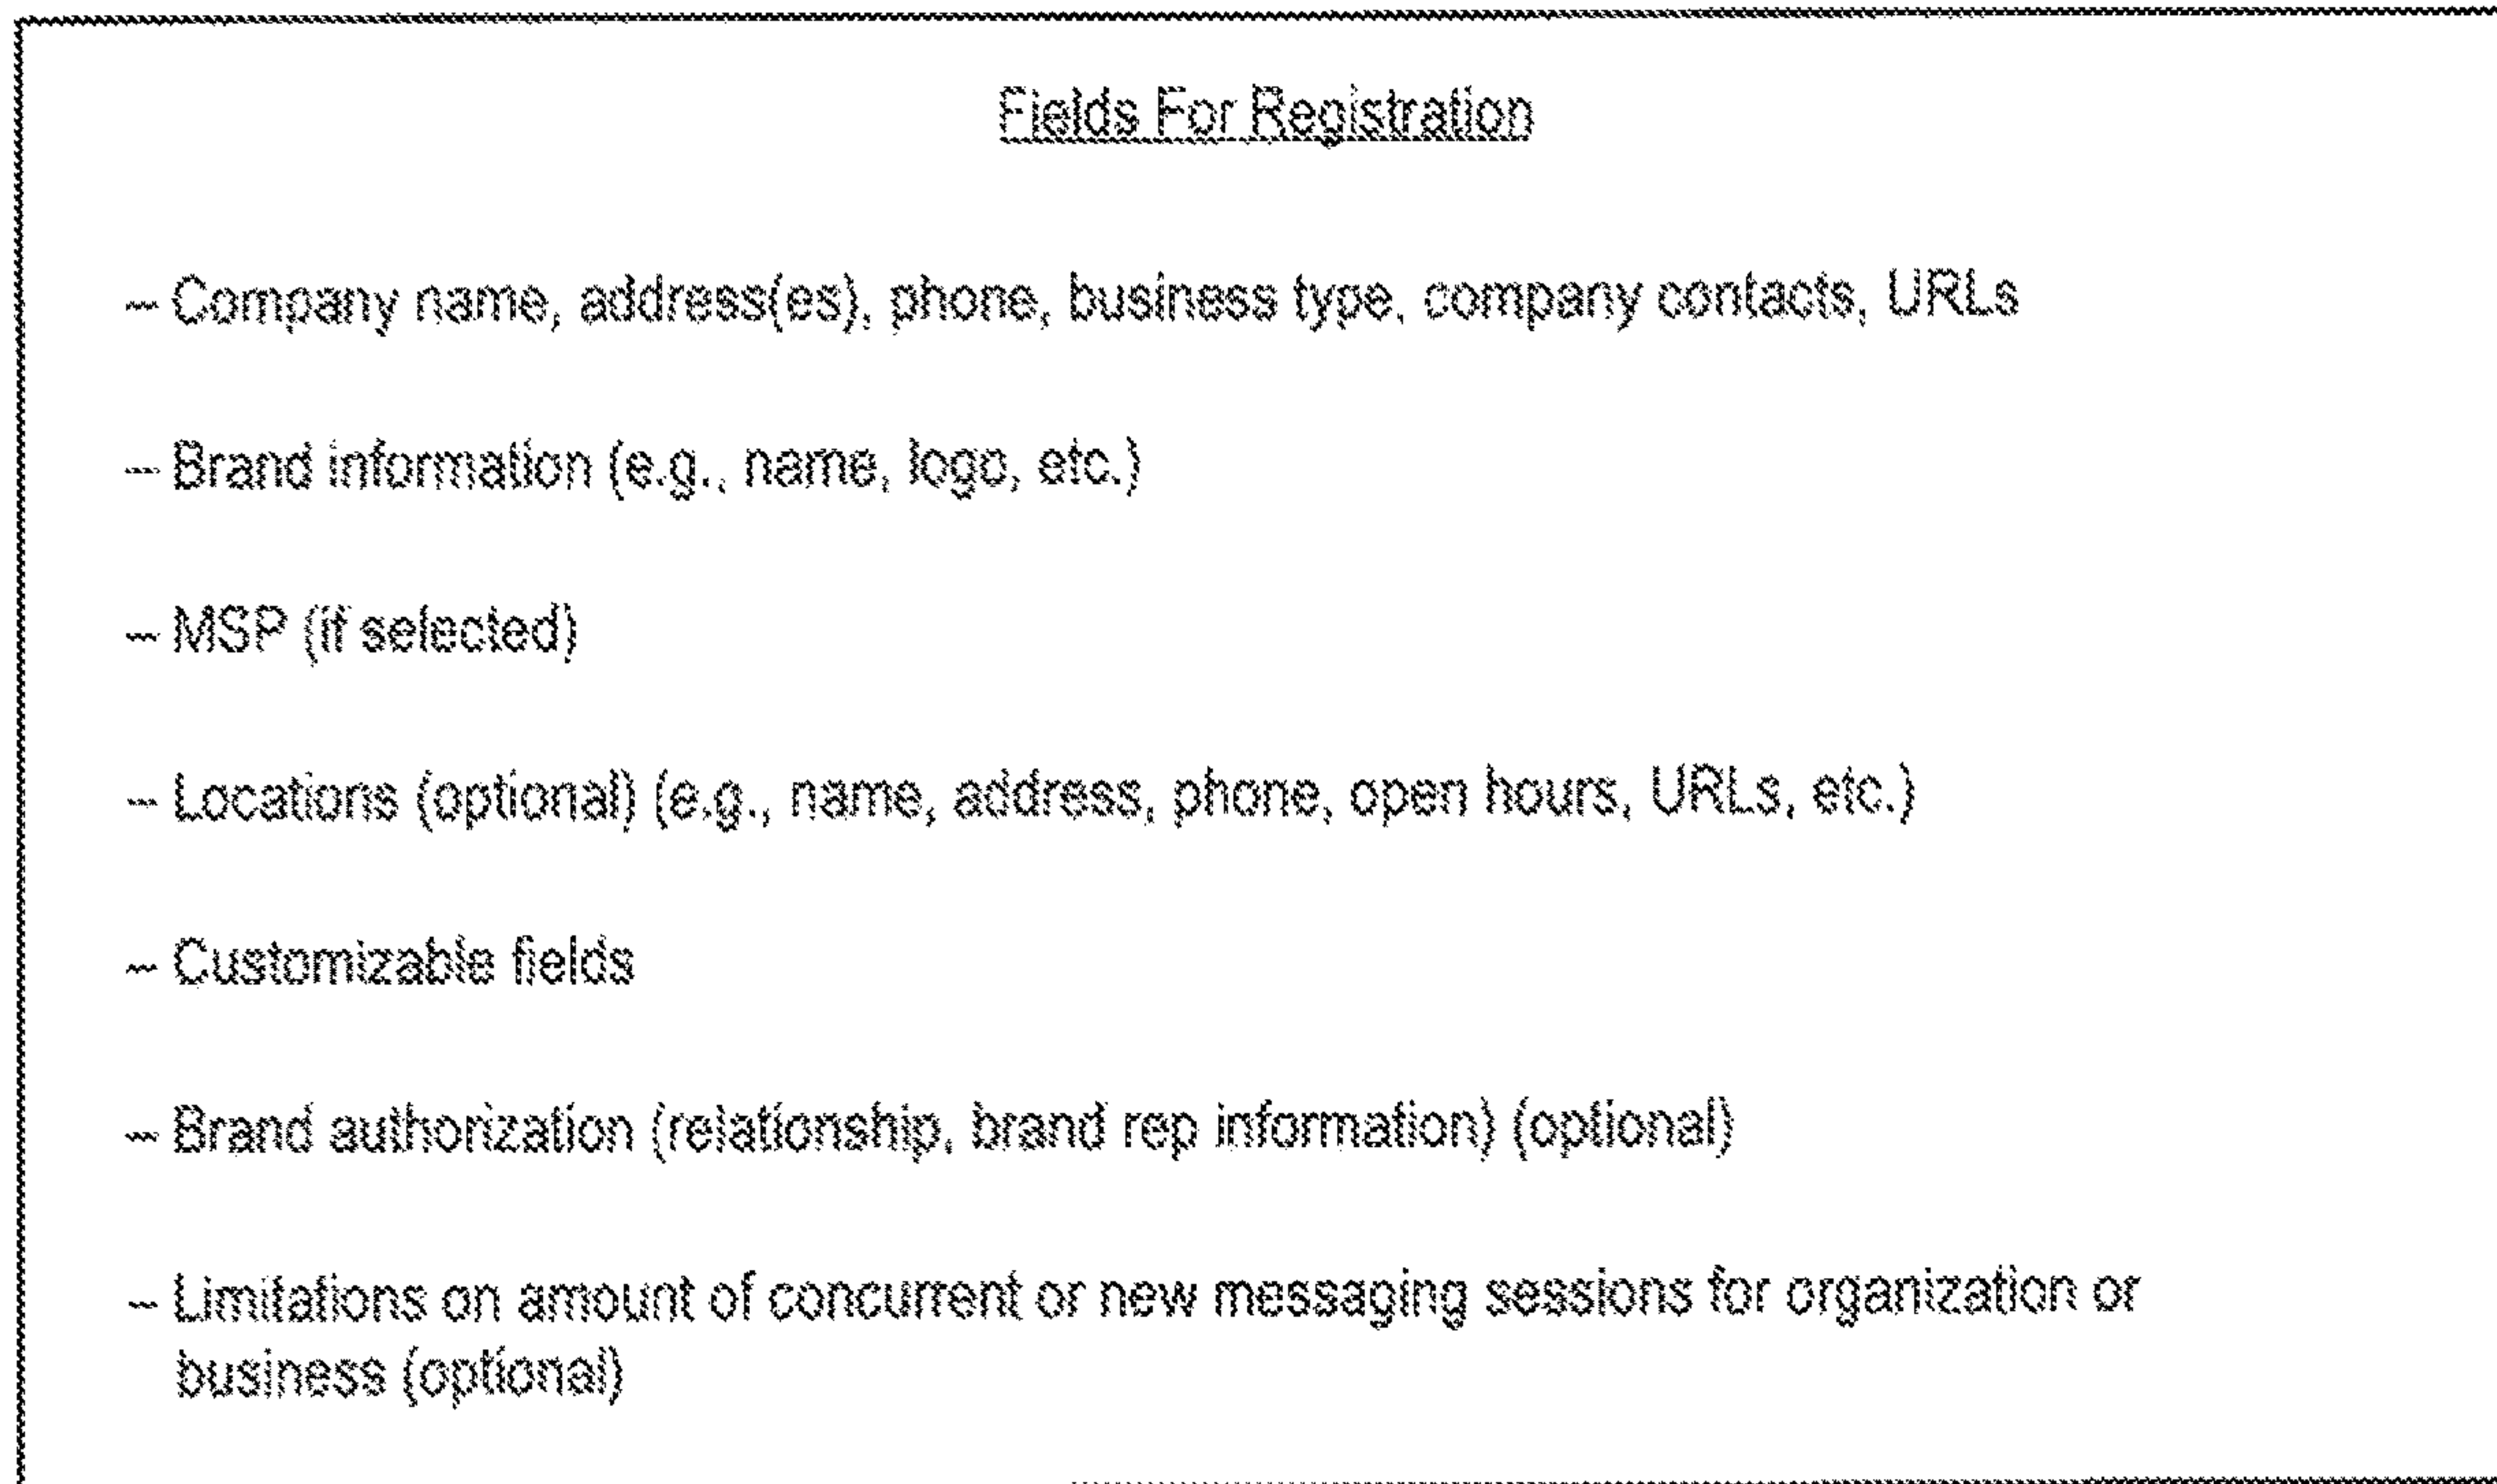 Fields For Registration
– Company name, address(es), phone, business type, company contacts, URLs
– Brand information (e.g., name, logo, etc.)
– MSP (if selected)
– Locations (optional) (e.g., name, address, phone, open hours, URLs, etc.)
– Customizable fields
– Brand authorization (relationship, brand rep information) (optional)
– Limitations on amount of concurrent or new messaging sessions for organization or
business (optional)